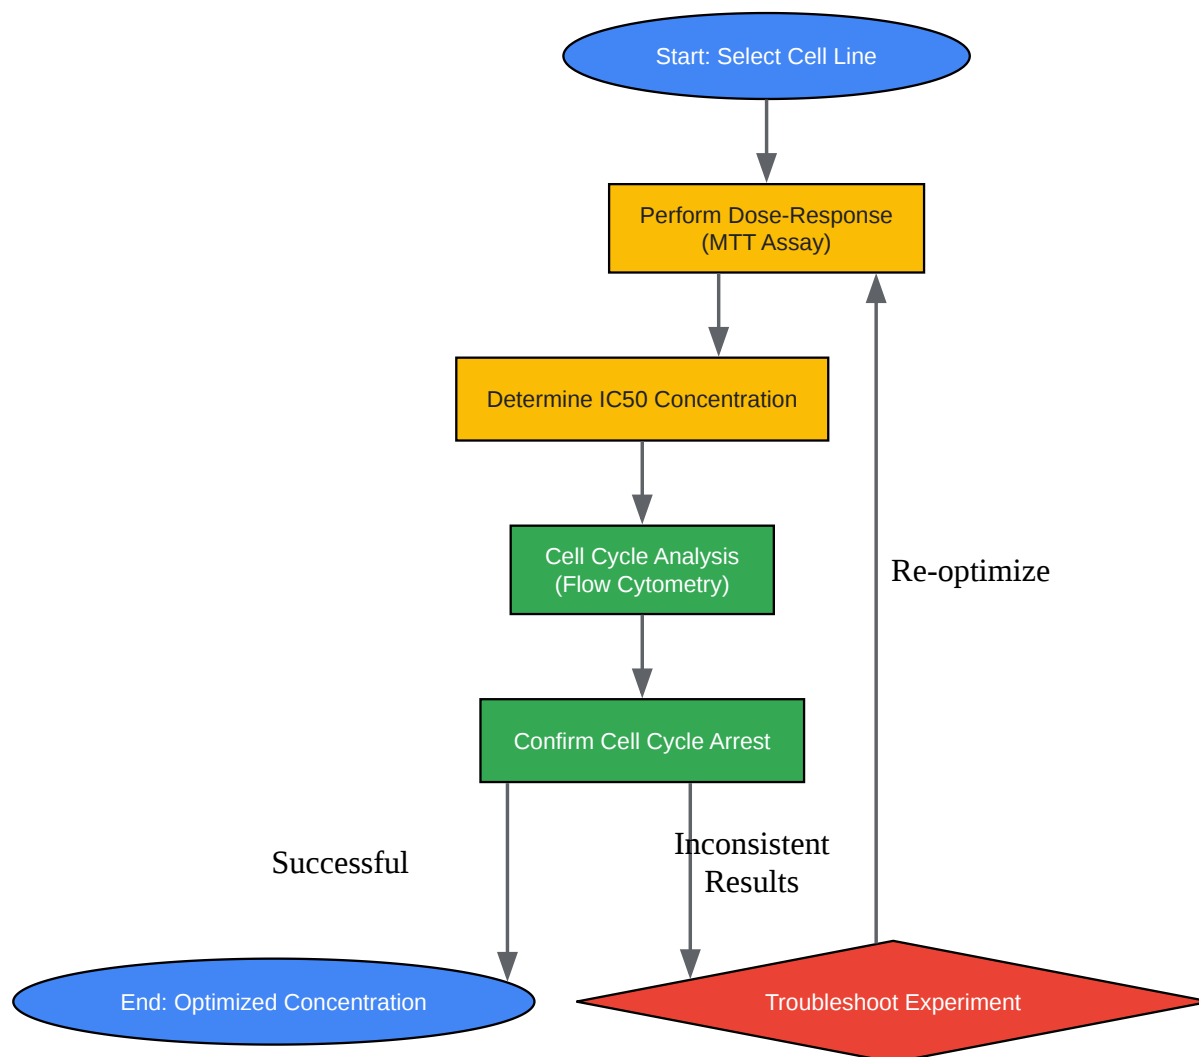 Start: Select Cell Line
Perform Dose-Response
(MTT Assay)
Determine IC50 Concentration
Cell Cycle Analysis
(Flow Cytometry)
Re-optimize
Confirm Cell Cycle Arrest
Successful
Inconsistent
Results
End: Optimized Concentration
Troubleshoot Experiment